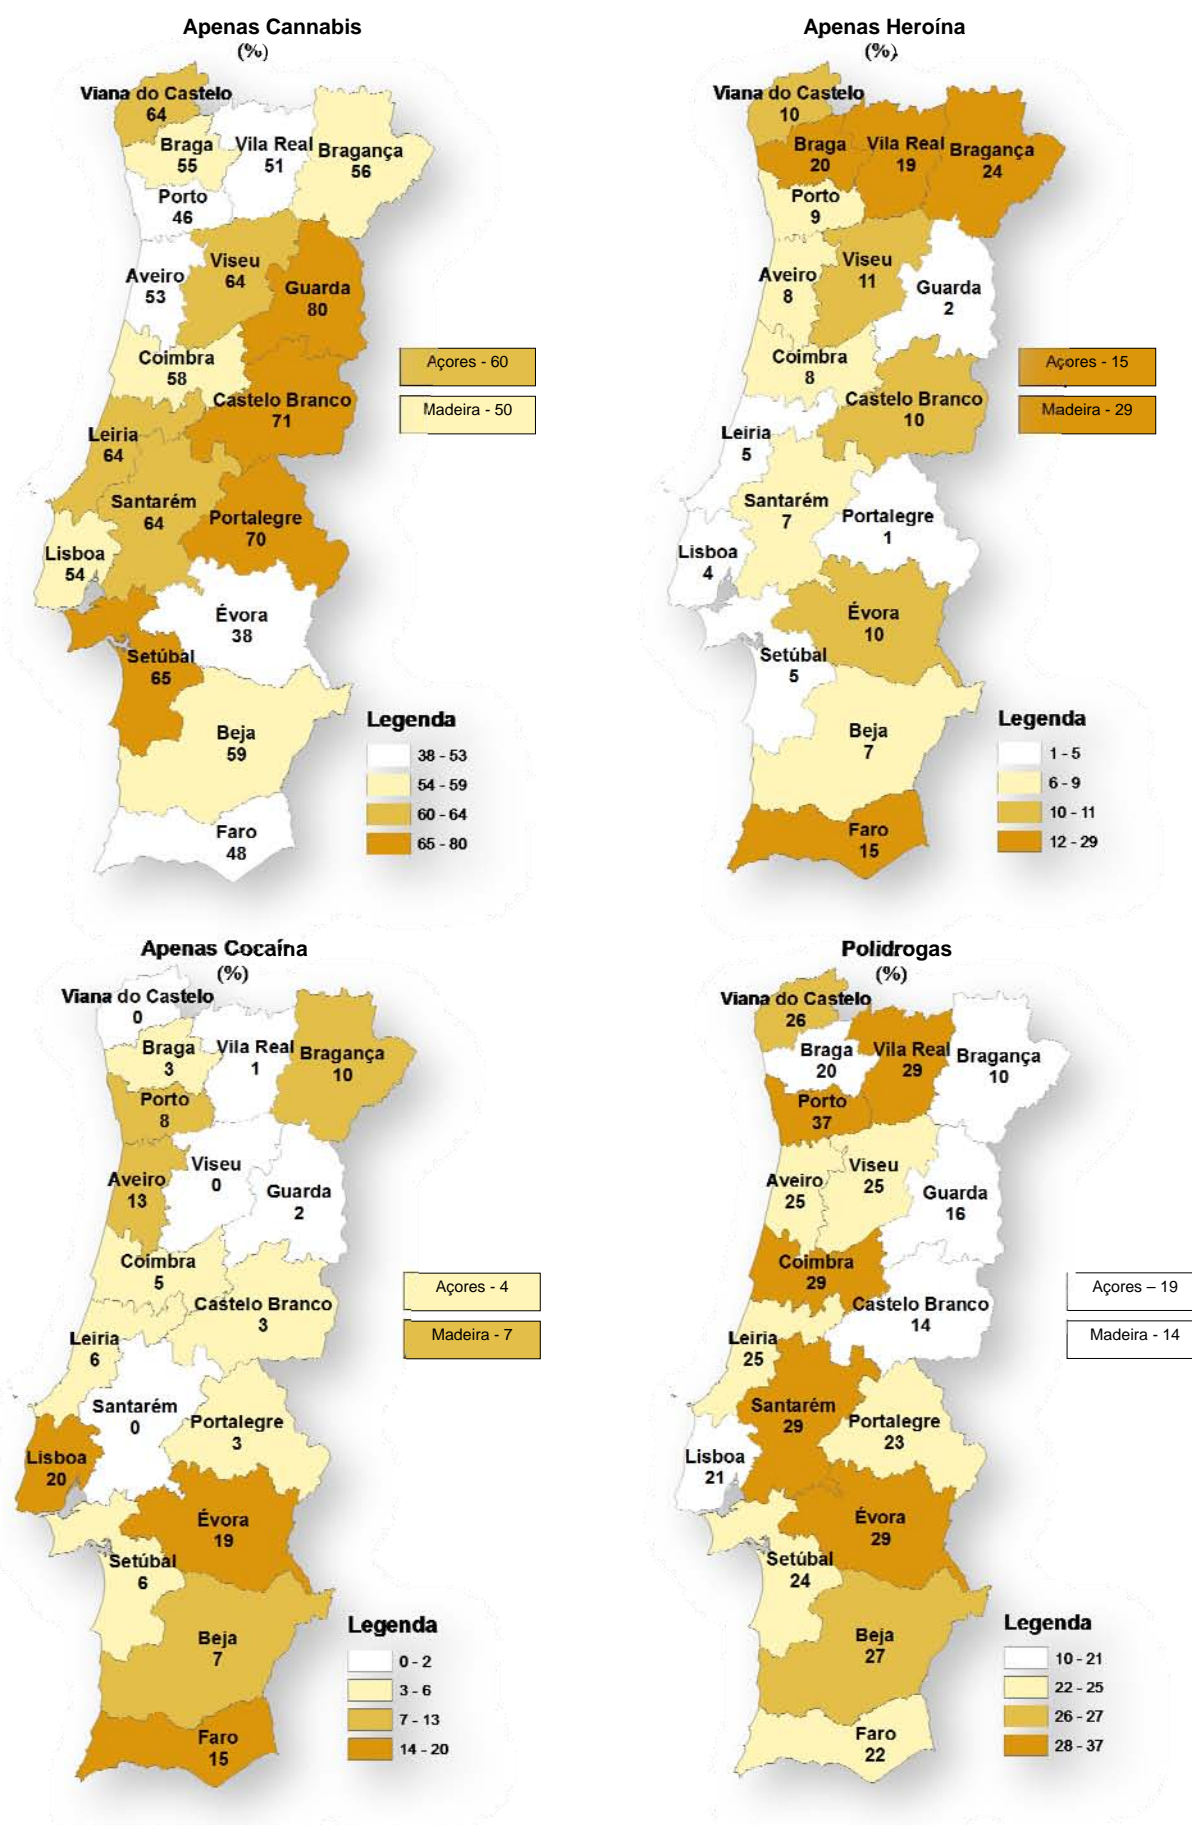 Apenas Cannabis
(%)
Viana do Castelo
64
Braga
55
Vila Real
51
Bragança
56
Porto
46
Aveiro
53
Viseu
64
Guarda
80
Coimbra
58
Castelo Branco
71
Leiria
64
Santarém
64
Portalegre
70
Lisboa
54
Évora
38
Setúbal
65
Beja
59
Faro
48
Açores - 60
Madeira - 50
Legenda
38 - 53
54 - 59
60 - 64
65 - 80
Apenas Heroína
(%)
Viana do Castelo
10
Braga
20
Vila Real
19
Bragança
24
Porto
9
Aveiro
8
Viseu
11
Guarda
2
Coimbra
8
Castelo Branco
10
Leiria
5
Santarém
7
Portalegre
1
Lisboa
4
Évora
10
Setúbal
5
Beja
7
Faro
15
Açores - 15
Madeira - 29
Legenda
1 - 5
6 - 9
10 - 11
12 - 29
Apenas Cocaína
(%)
Viana do Castelo
0
Braga
3
Vila Real
1
Bragança
10
Porto
8
Aveiro
13
Viseu
0
Guarda
2
Coimbra
5
Castelo Branco
3
Leiria
6
Santarém
0
Portalegre
3
Lisboa
20
Évora
19
Setúbal
6
Beja
7
Faro
15
Açores - 4
Madeira - 7
Legenda
0 - 2
3 - 6
7 - 13
14 - 20
Polidrogas
(%)
Viana do Castelo
26
Braga
20
Vila Real
29
Bragança
10
Porto
37
Aveiro
25
Viseu
25
Guarda
16
Coimbra
29
Castelo Branco
14
Leiria
25
Santarém
29
Portalegre
23
Lisboa
21
Évora
29
Setúbal
24
Beja
27
Faro
22
Açores – 19
Madeira - 14
Legenda
10 - 21
22 - 25
26 - 27
28 - 37